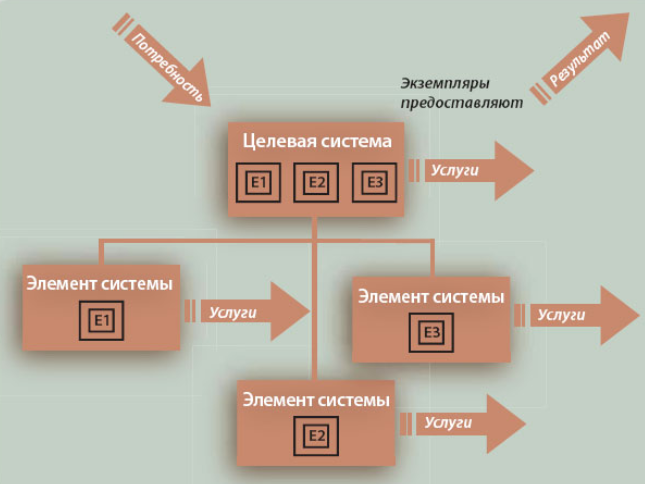 Потребность
Экземпляры
предоставляют
Результат
Целевая система
E1
E2
E3
Услуги
Элемент системы
E1
Услуги
Элемент системы
E3
Услуги
Элемент системы
E2
Услуги